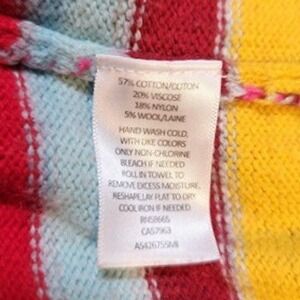 57% COTTON/COTON
20% VISCOSE
18% NYLON
5% WOOL/LAINE
HAND WASH COLD,
WITH LIKE COLORS
ONLY NON-CHLORINE
BLEACH IF NEEDED
ROLL IN TOWEL TO
REMOVE EXCESS MOISTURE,
RESHAPE,LAY FLAT TO DRY
COOL IRON IF NEEDED
RN58665
CA57963